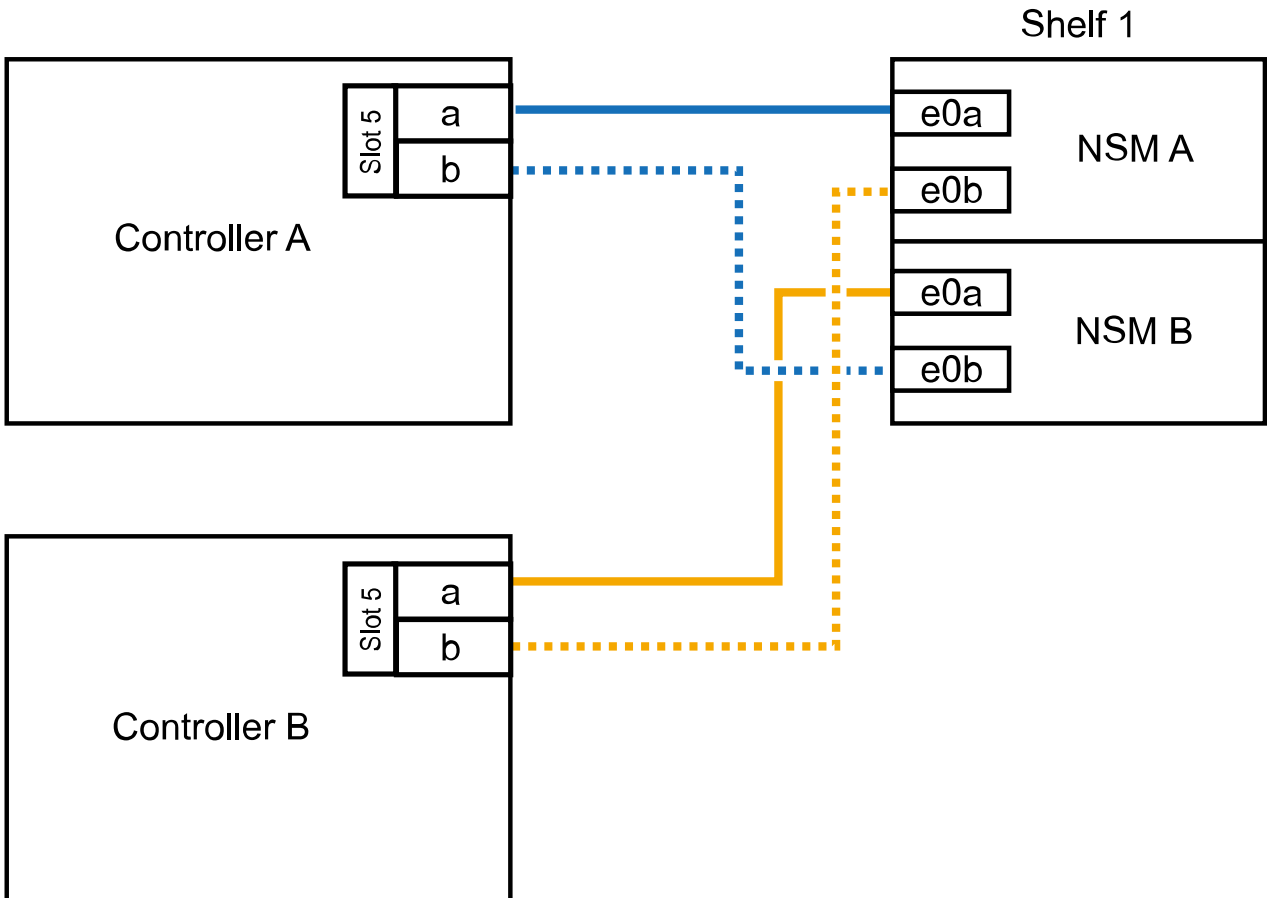 Shelf 1
Controller A
Slot 5
a
b
e0a
e0b
NSM A
e0a
e0b
NSM B
Controller B
Slot 5
a
b